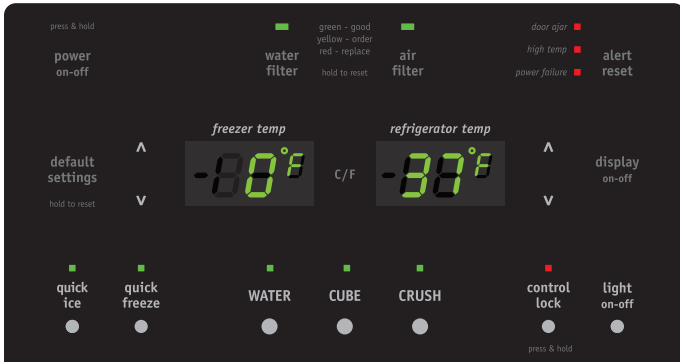 press & hold
power
on-off
water
filter
green - good
yellow - order
red - replace
hold to reset
air
filter
door ajar
high temp
power failure
alert
reset
default
settings
hold to reset
freezer temp
0°F
C/F
refrigerator temp
37°F
display
on-off
quick
ice
quick
freeze
WATER
CUBE
CRUSH
control
lock
press & hold
light
on-off